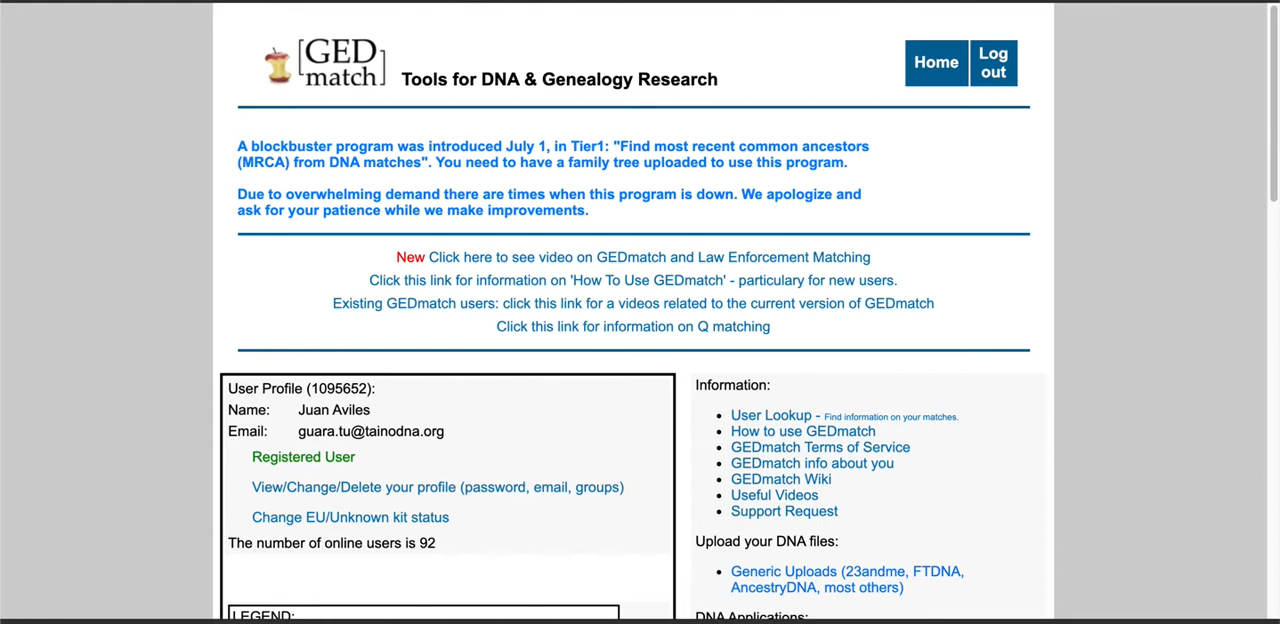 [GED match]
Tools for DNA & Genealogy Research
Home
Log out
A blockbuster program was introduced July 1, in Tier1: "Find most recent common ancestors
(MRCA) from DNA matches". You need to have a family tree uploaded to use this program.
Due to overwhelming demand there are times when this program is down. We apologize and
ask for your patience while we make improvements.
New Click here to see video on GEDmatch and Law Enforcement Matching
Click this link for information on 'How To Use GEDmatch' - particulary for new users.
Existing GEDmatch users: click this link for a videos related to the current version of GEDmatch
Click this link for information on Q matching
User Profile (1095652):
Name: Juan Aviles
Email: guara.tu@tainodna.org
Registered User
View/Change/Delete your profile (password, email, groups)
Change EU/Unknown kit status
The number of online users is 92
LEGEND:
Information:
User Lookup - Find information on your matches.
How to use GEDmatch
GEDmatch Terms of Service
GEDmatch info about you
GEDmatch Wiki
Useful Videos
Support Request
Upload your DNA files:
Generic Uploads (23andme, FTDNA,
AncestryDNA, most others)
DNA Applications: